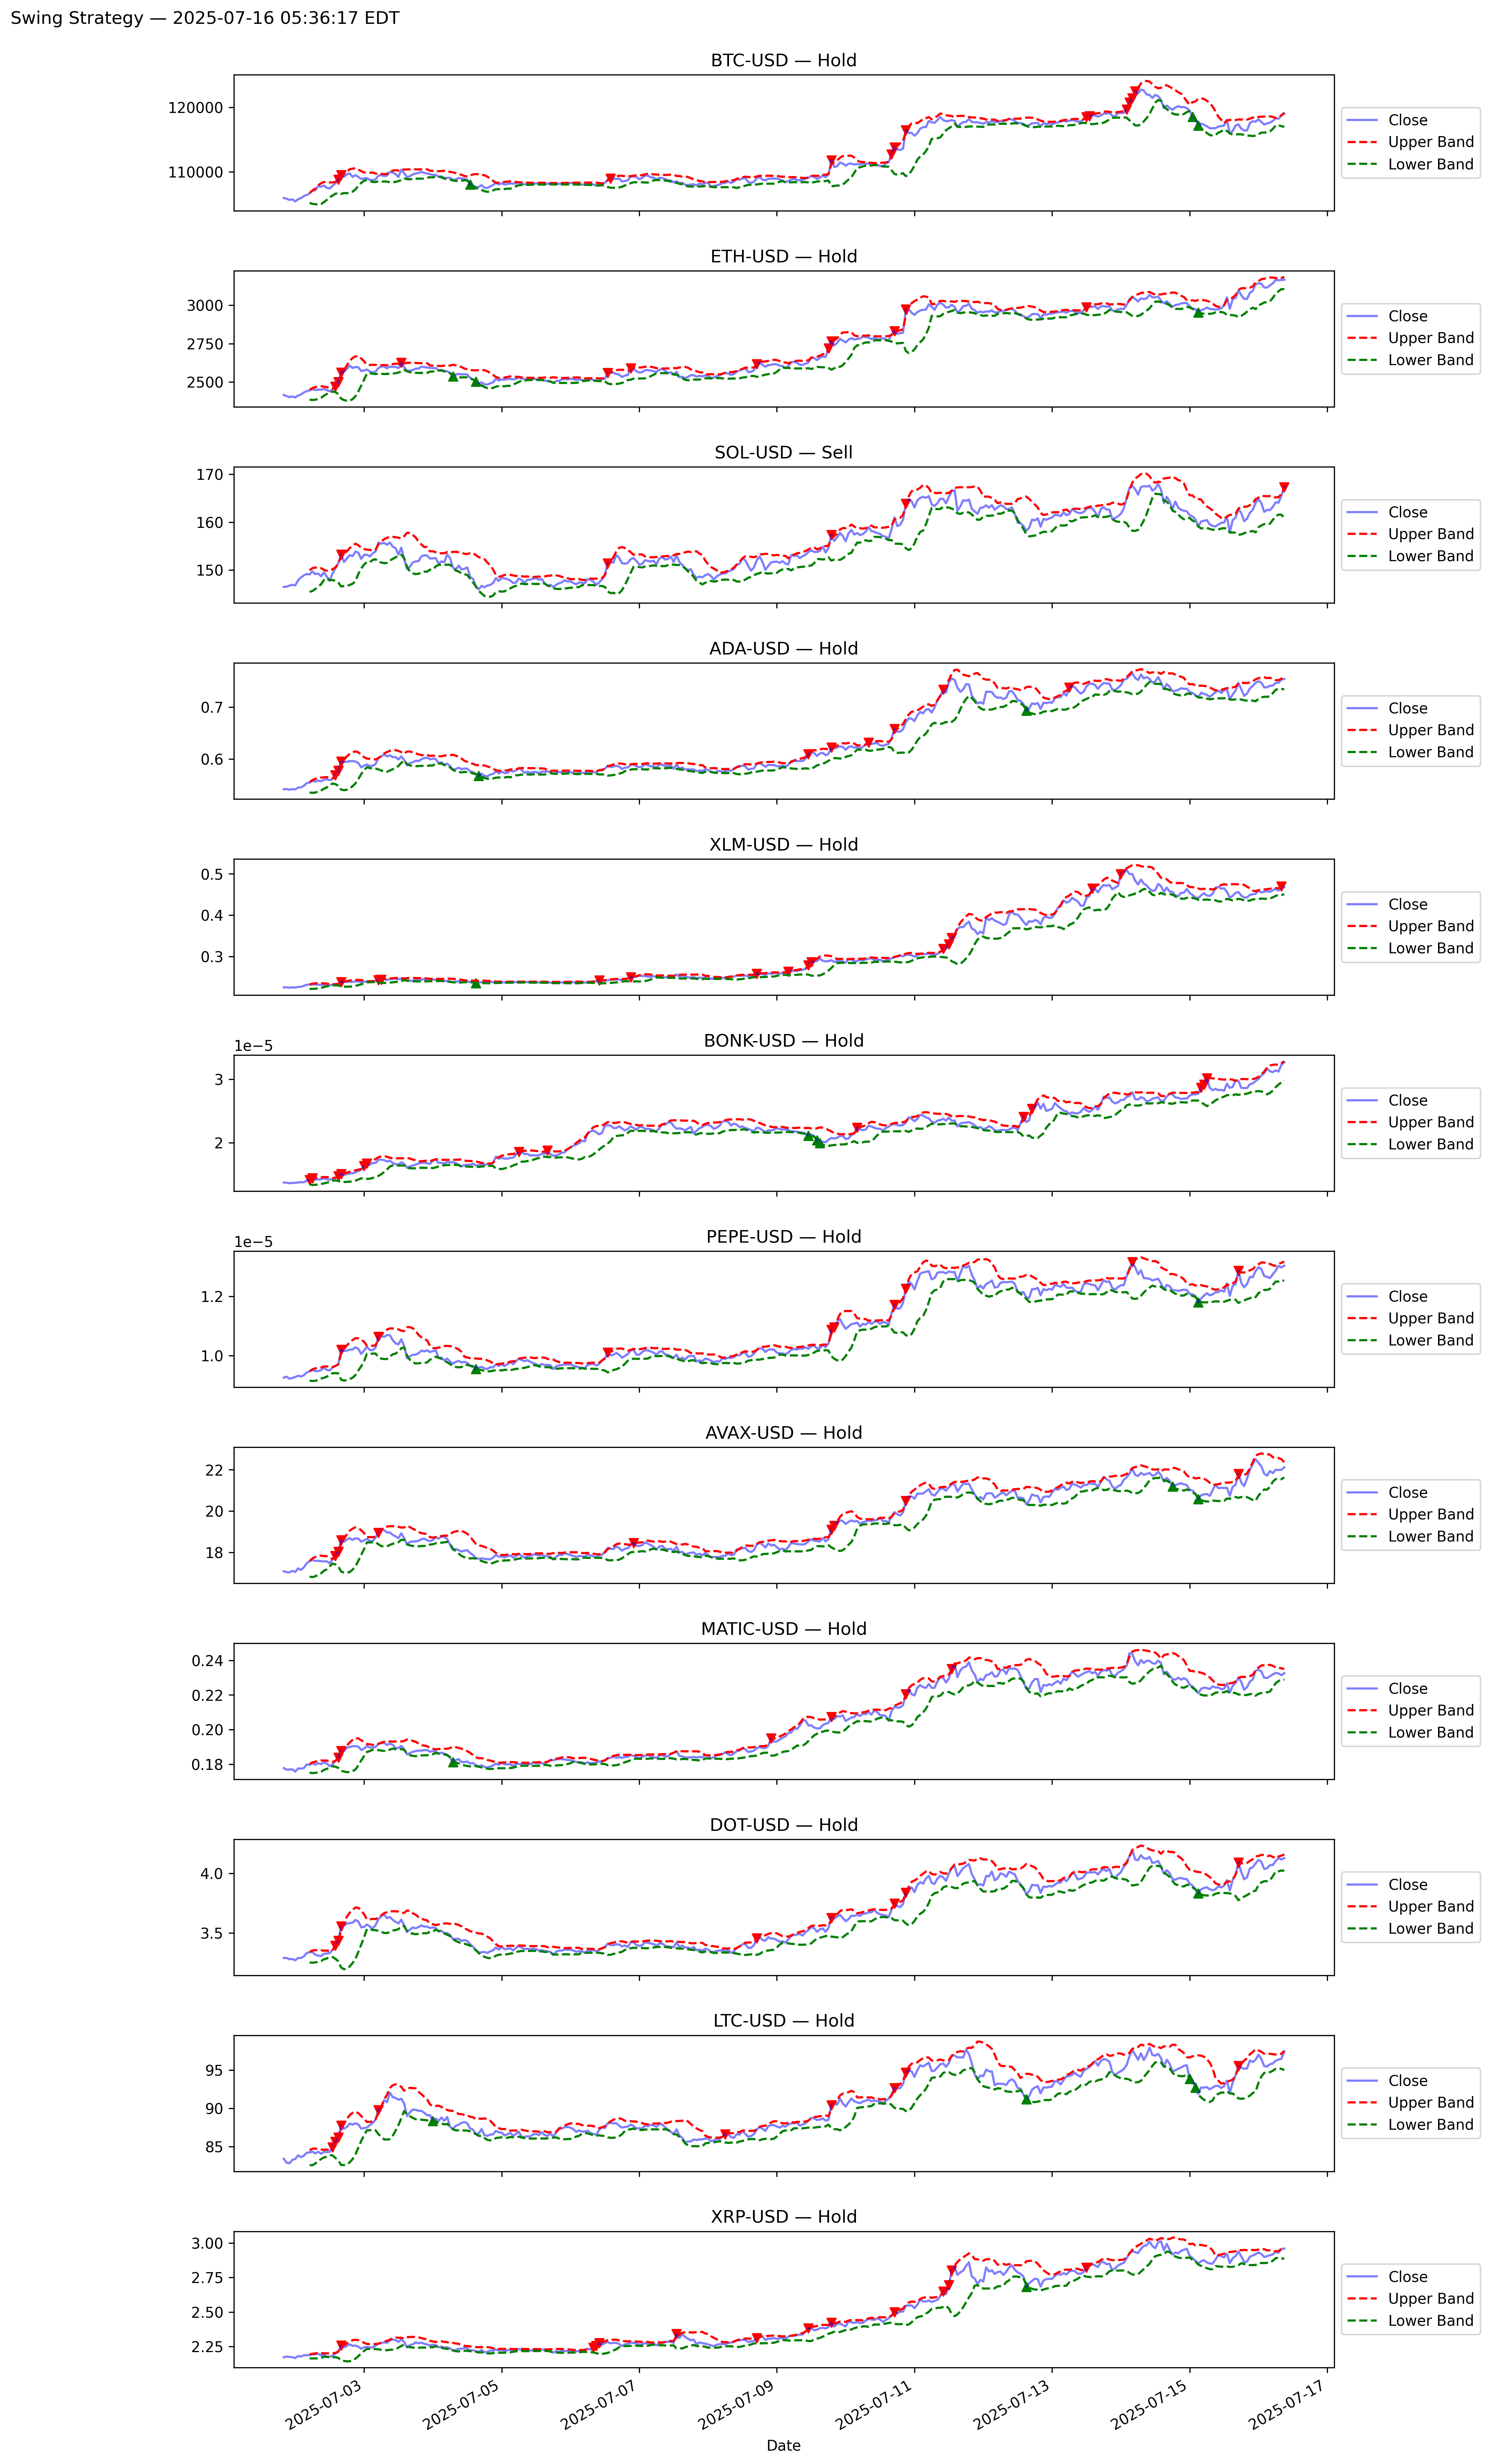 Swing Strategy — 2025-07-16 05:36:17 EDT
BTC-USD — Hold
120000
110000
Close
Upper Band
Lower Band
ETH-USD — Hold
3000
2750
2500
Close
Upper Band
Lower Band
SOL-USD — Sell
170
160
150
Close
Upper Band
Lower Band
ADA-USD — Hold
0.7
0.6
Close
Upper Band
Lower Band
XLM-USD — Hold
0.5
0.4
0.3
Close
Upper Band
Lower Band
BONK-USD — Hold
1e−5
3
2
Close
Upper Band
Lower Band
PEPE-USD — Hold
1e−5
1.2
1.0
Close
Upper Band
Lower Band
AVAX-USD — Hold
22
20
18
Close
Upper Band
Lower Band
MATIC-USD — Hold
0.24
0.22
0.20
0.18
Close
Upper Band
Lower Band
DOT-USD — Hold
4.0
3.5
Close
Upper Band
Lower Band
LTC-USD — Hold
95
90
85
Close
Upper Band
Lower Band
XRP-USD — Hold
3.00
2.75
2.50
2.25
Close
Upper Band
Lower Band
2025-07-03
2025-07-05
2025-07-07
2025-07-09
2025-07-11
2025-07-13
2025-07-15
2025-07-17
Date